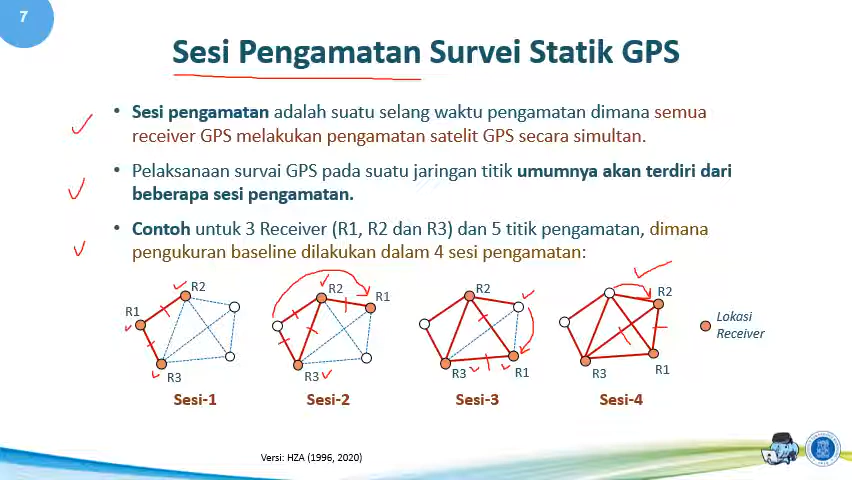 7
Sesi Pengamatan Survei Statik GPS
• Sesi pengamatan adalah suatu selang waktu pengamatan dimana semua
receiver GPS melakukan pengamatan satelit GPS secara simultan.
• Pelaksanaan survai GPS pada suatu jaringan titik umumnya akan terdiri dari
beberapa sesi pengamatan.
• Contoh untuk 3 Receiver (R1, R2 dan R3) dan 5 titik pengamatan, dimana
pengukuran baseline dilakukan dalam 4 sesi pengamatan:
R2
R1
R3
Sesi-1
R2
R1
R3
Sesi-2
R2
R3
R1
Sesi-3
R2
R3
R1
Sesi-4
Lokasi
Receiver
Versi: HZA (1996, 2020)